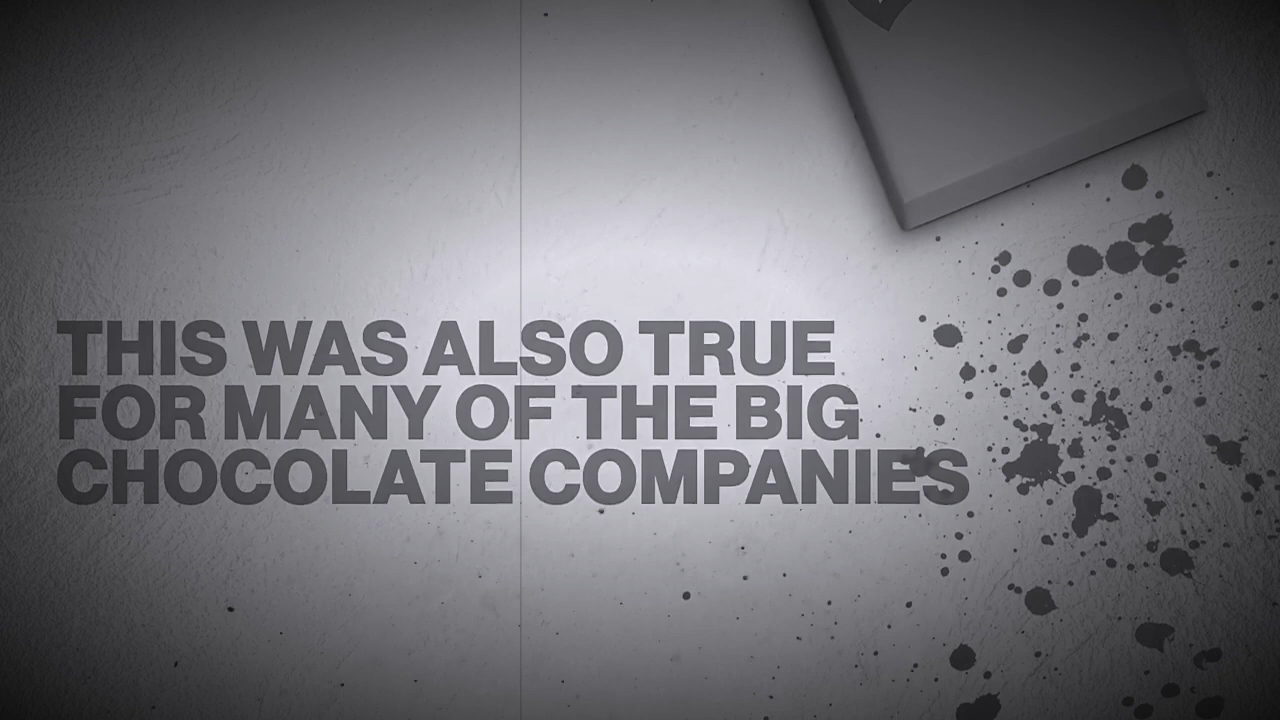 THIS WAS ALSO TRUE
FOR MANY OF THE BIG
CHOCOLATE COMPANIES